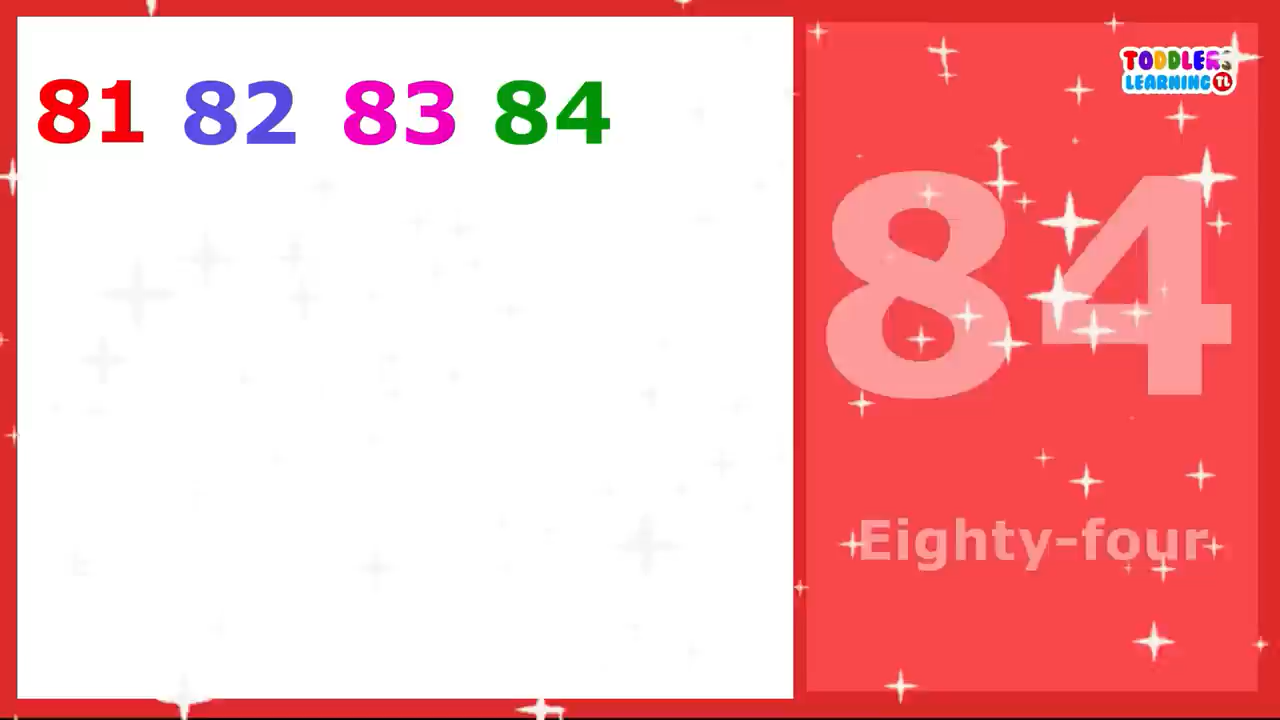 81 82 83 84
TODDLERS
LEARNING TL
84
Eighty-four